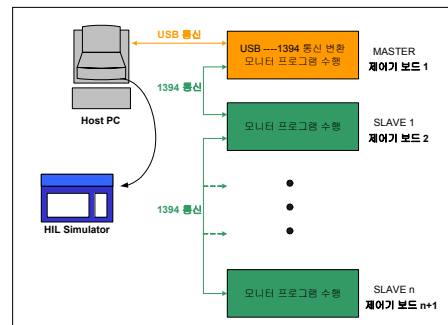 USB 통신
USB ----1394 통신 변환
모니터 프로그램 수행
MASTER
제어기 보드 1
1394 통신
Host PC
모니터 프로그램 수행
SLAVE 1
제어기 보드 2
1394 통신
HIL Simulator
모니터 프로그램 수행
SLAVE n
제어기 보드 n+1